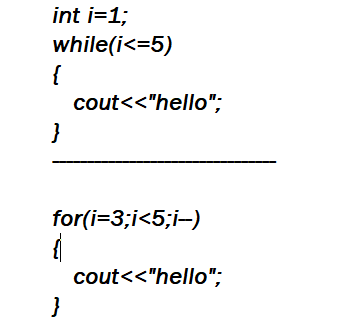 int i=1;
while(i<=5)
{
cout<<"hello";
}
for(i=3;i<5;i--)
{
cout<<"hello";
}